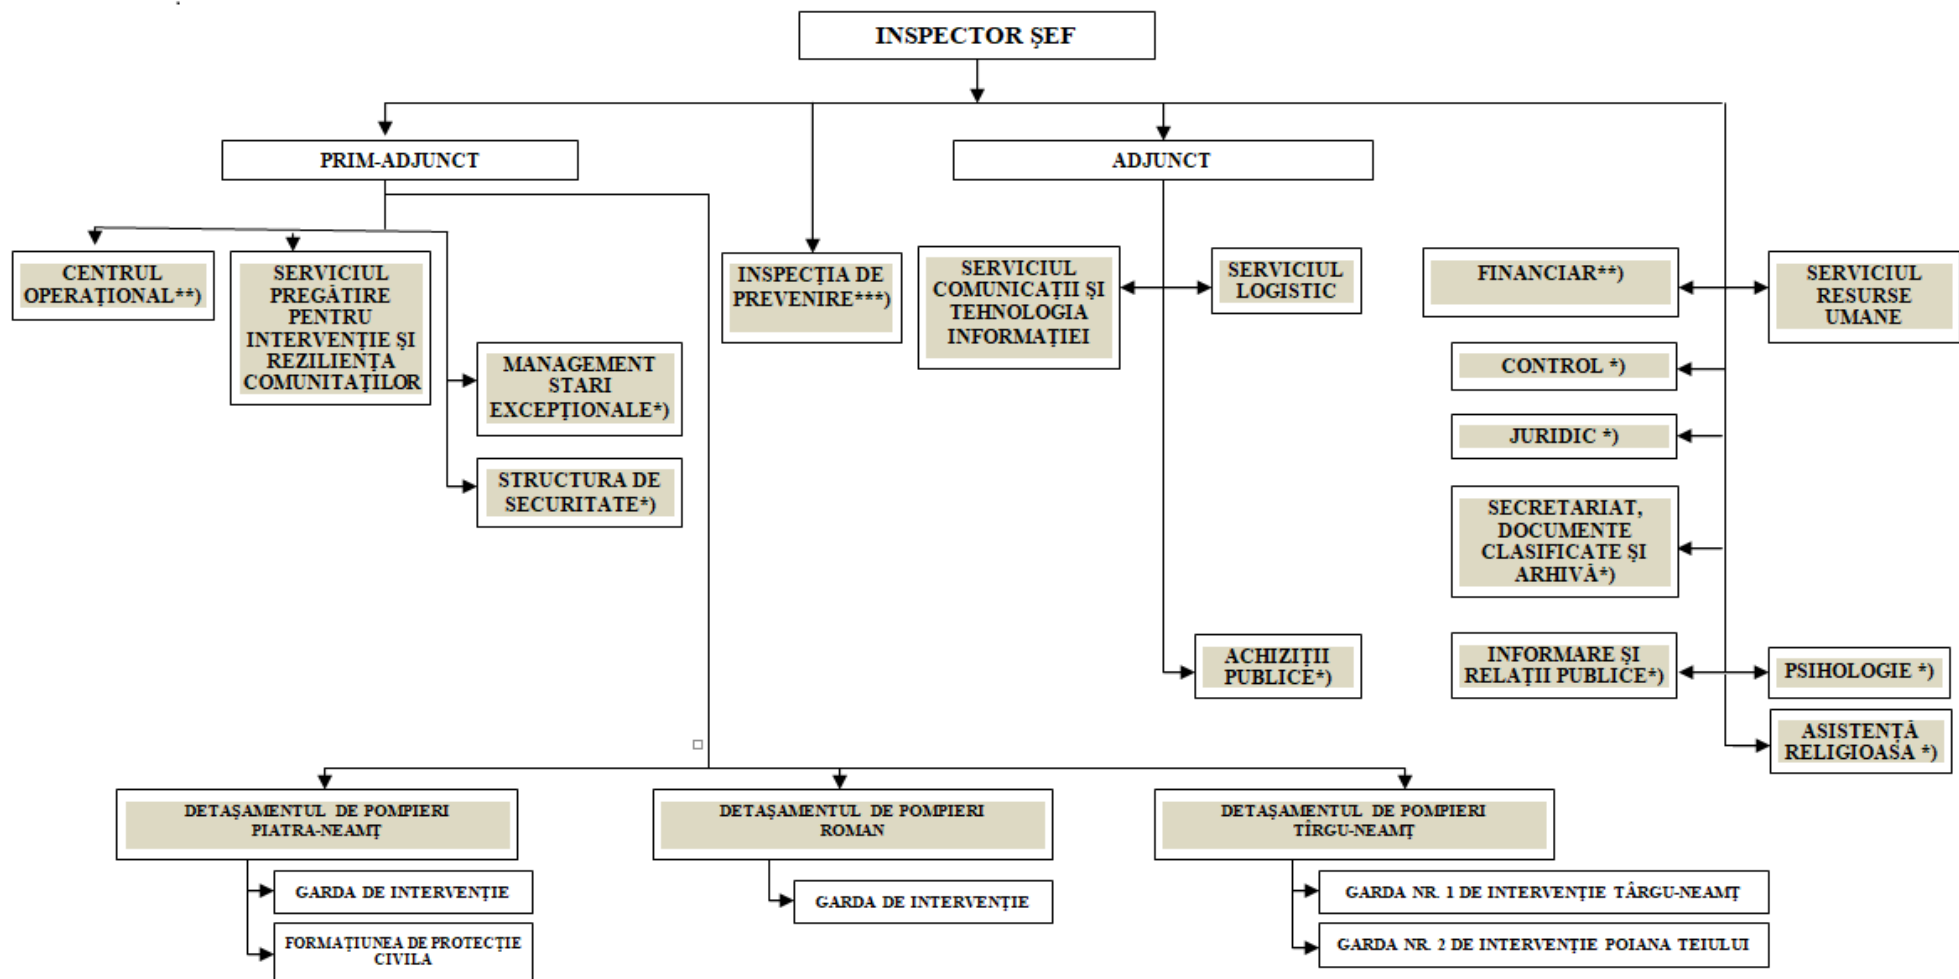 INSPECTOR ŞEF
PRIM-ADJUNCT
ADJUNCT
CENTRUL
OPERAŢIONAL**)
SERVICIUL
PREGĂTIRE
PENTRU
INTERVENŢIE ŞI
REZILIENŢA
COMUNITAŢILOR
MANAGEMENT
STARI
EXCEPŢIONALE*)
STRUCTURA DE
SECURITATE*)
INSPECŢIA DE
PREVENIRE***)
SERVICIUL
COMUNICAŢII ŞI
TEHNOLOGIA
INFORMAŢIEI
SERVICIUL
LOGISTIC
ACHIZIŢII
PUBLICE*)
FINANCIAR**)
SERVICIUL
RESURSE
UMANE
CONTROL *)
JURIDIC *)
SECRETARIAT,
DOCUMENTE
CLASIFICATE ŞI
ARHIVĂ*)
INFORMARE ŞI
RELAŢII PUBLICE*)
PSIHOLOGIE *)
ASISTENŢĂ
RELIGIOASA *)
DETAŞAMENTUL DE POMPIERI
PIATRA-NEAMŢ
GARDA DE INTERVENŢIE
FORMAŢIUNEA DE PROTECŢIE
CIVILA
DETAŞAMENTUL DE POMPIERI
ROMAN
GARDA DE INTERVENŢIE
DETAŞAMENTUL DE POMPIERI
TÎRGU-NEAMŢ
GARDA NR. 1 DE INTERVENŢIE TÂRGU-NEAMŢ
GARDA NR. 2 DE INTERVENŢIE POIANA TEIULUI